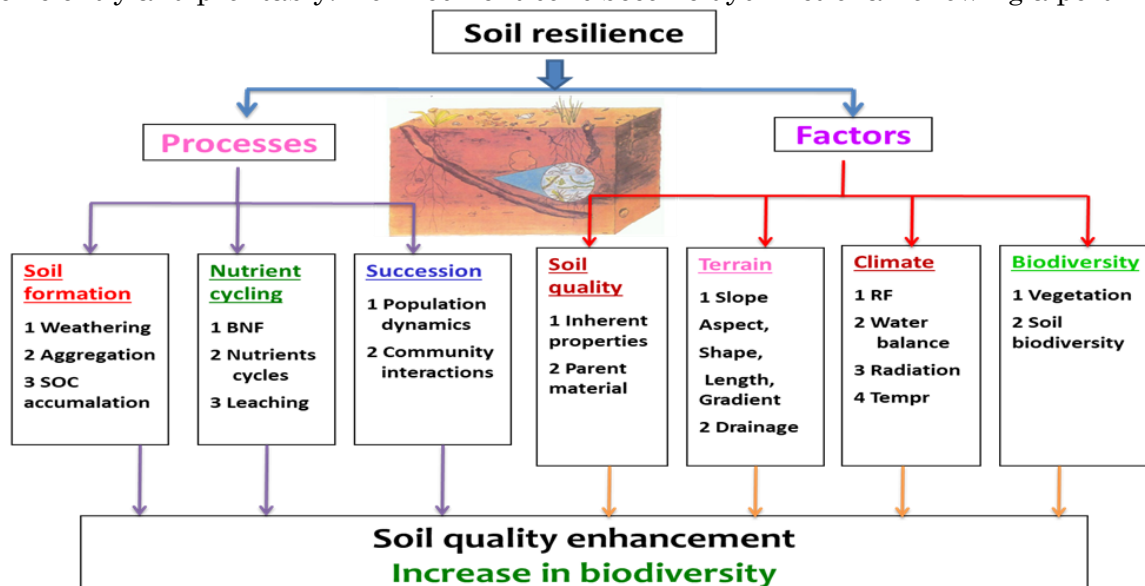 Soil resilience
Processes
Factors
Soil
formation
1 Weathering
2 Aggregation
3 SOC
accumalation
Nutrient
cycling
1 BNF
2 Nutrients
cycles
3 Leaching
Succession
1 Population
dynamics
2 Community
interactions
Soil
quality
1 Inherent
properties
2 Parent
material
Terrain
1 Slope
Aspect,
Shape,
Length,
Gradient
2 Drainage
Climate
1 RF
2 Water
balance
3 Radiation
4 Tempr
Biodiversity
1 Vegetation
2 Soil
biodiversity
Soil quality enhancement
Increase in biodiversity